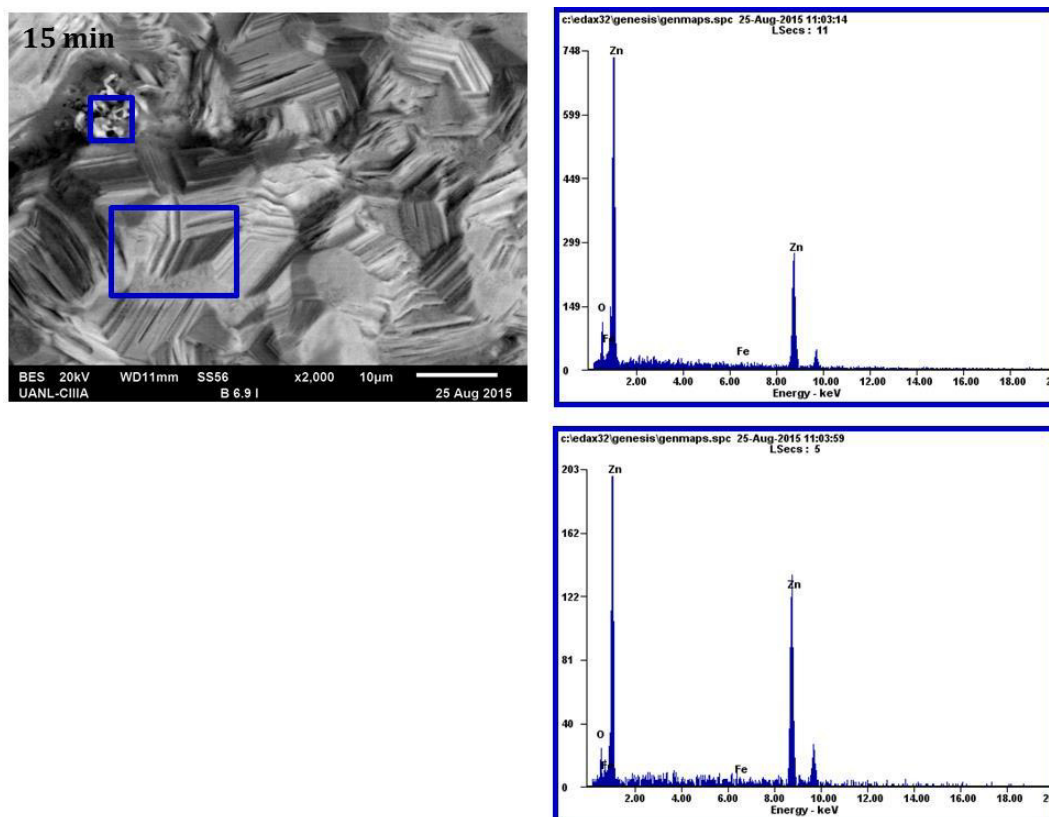 15 min
BES 20kV WD11mm SS56 x2,000 10µm
UANL-CIIIA B 6.9 I 25 Aug 2015
c:\edax32\genesis\genmaps.spc 25-Aug-2015 11:03:14
LSecs : 11
748
599
449
299
149
0
Zn
Zn
O
Fe
2.00 4.00 6.00 8.00 10.00 12.00 14.00 16.00 18.00
Energy - keV
c:\edax32\genesis\genmaps.spc 25-Aug-2015 11:03:59
LSecs : 5
203
162
122
81
40
0
Zn
Zn
O
Fe
2.00 4.00 6.00 8.00 10.00 12.00 14.00 16.00 18.00
Energy - keV